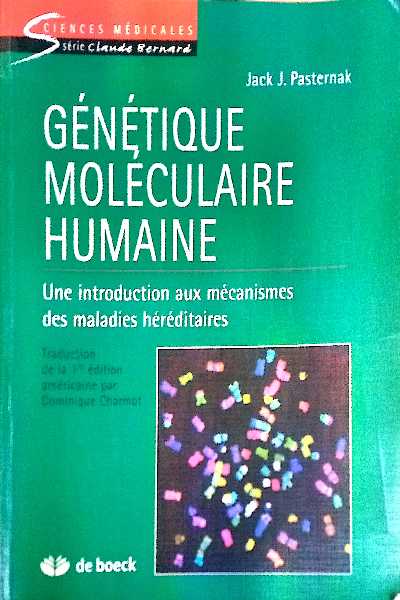 SCIENCES MÉDICALES
série Claude Bernard
Jack J. Pasternak
GÉNÉTIQUE
MOLÉCULAIRE
HUMAINE
Une introduction aux mécanismes
des maladies héréditaires
Traduction
de la 1re édition
américaine par
Dominique Charmot
de boeck